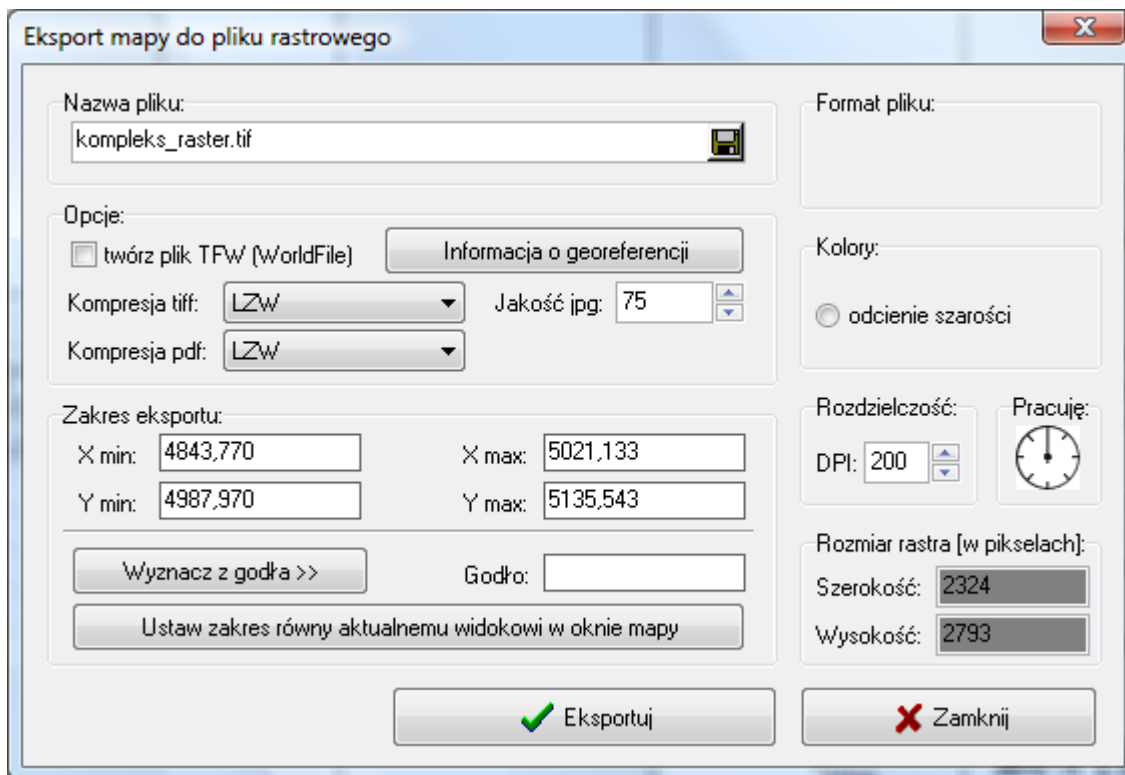 Eksport mapy do pliku rastrowego
Nazwa pliku:
kompleks_raster.tif
Format pliku:
Opcje:
twórz plik TFW (WorldFile)
Informacja o georeferencji
Kompresja tiff: LZW
Jakość jpg: 75
Kompresja pdf: LZW
Kolory:
odcienie szarości
Zakres eksportu:
X min: 4843,770
X max: 5021,133
Y min: 4987,970
Y max: 5135,543
Wyznacz z godła >>
Godło:
Ustaw zakres równy aktualnemu widokowi w oknie mapy
Rozdzielczość:
DPI: 200
Pracuję:
Rozmiar rastra [w pikselach]:
Szerokość: 2324
Wysokość: 2793
Eksportuj
Zamknij